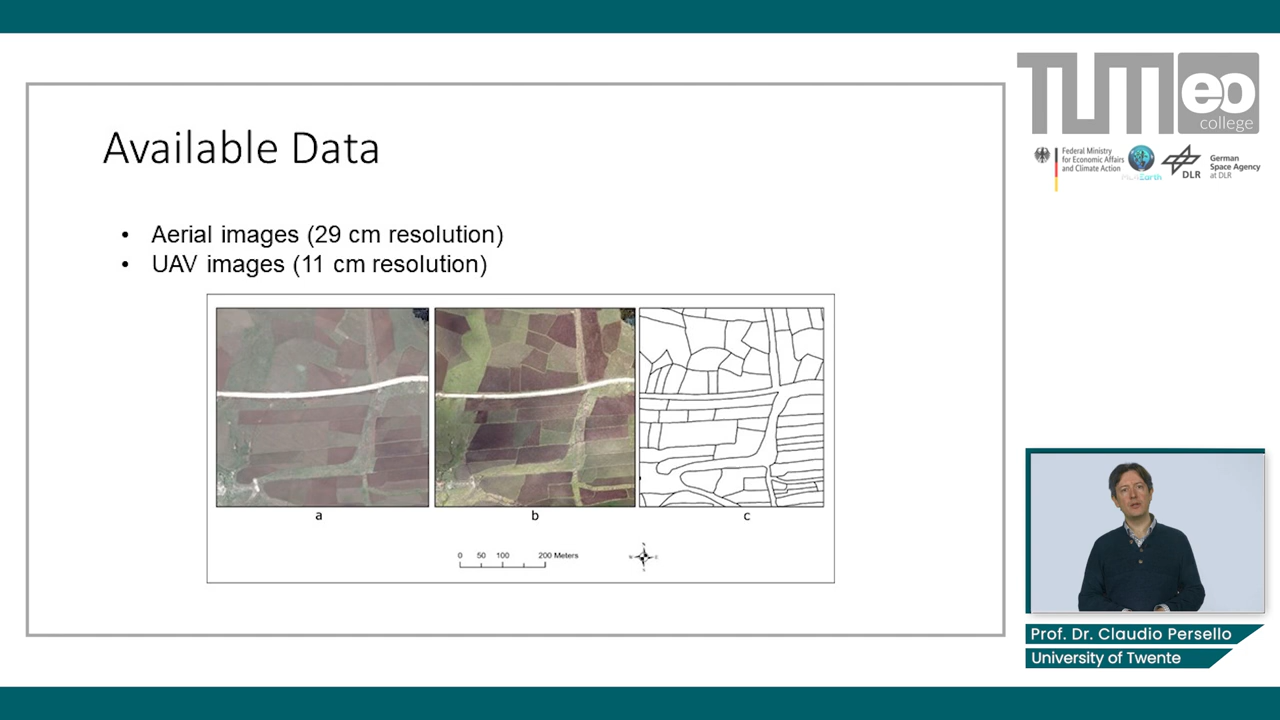 Available Data
• Aerial images (29 cm resolution)
• UAV images (11 cm resolution)
a
b
c
0 50 100 200 Meters
TUM
eo
college
Federal Ministry
for Economic Affairs
and Climate Action
DLR
German
Space Agency
at DLR
Prof. Dr. Claudio Persello
University of Twente